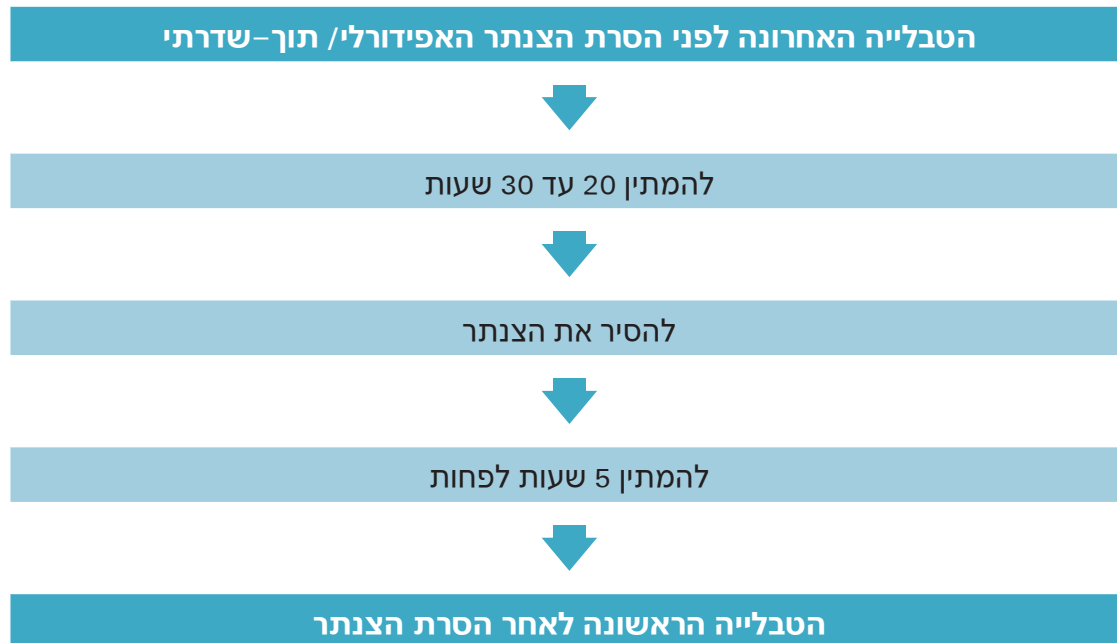 הטבלייה האחרונה לפני הסרת הצנתר האפידורלי/ תוך-שדרתי
להמתין 20 עד 30 שעות
להסיר את הצנתר
להמתין 5 שעות לפחות
הטבלייה הראשונה לאחר הסרת הצנתר